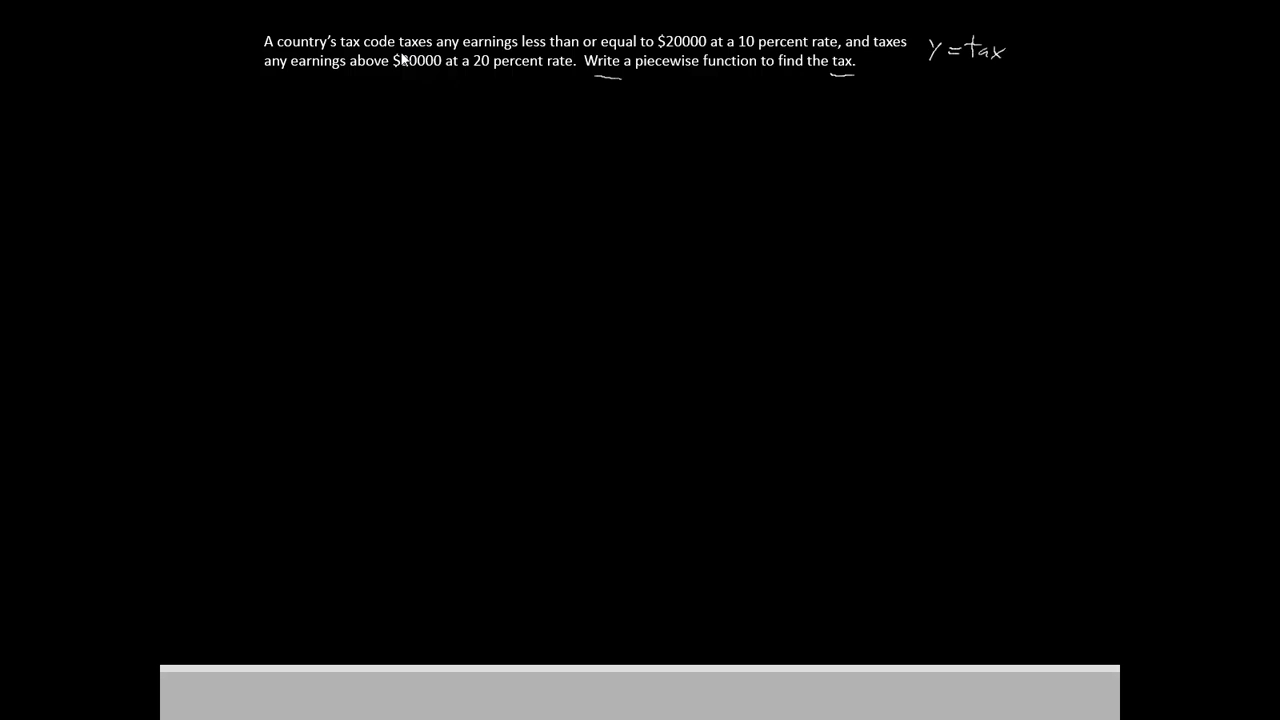 A country's tax code taxes any earnings less than or equal to $20000 at a 10 percent rate, and taxes
any earnings above $20000 at a 20 percent rate. Write a piecewise function to find the tax.
y = tax